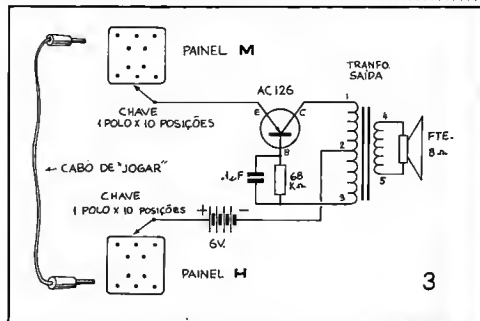 PAINEL M
CHAVE
1 POLO X 10 POSIÇÕES
AC126
E
C
B
TRANFO.
SAÍDA
1
2
3
4
5
FTE-
8Ω
.1µF
68
KΩ
CABO DE "JOGAR"
CHAVE
1 POLO X 10 POSIÇÕES
+
-
6V.
PAINEL H
3